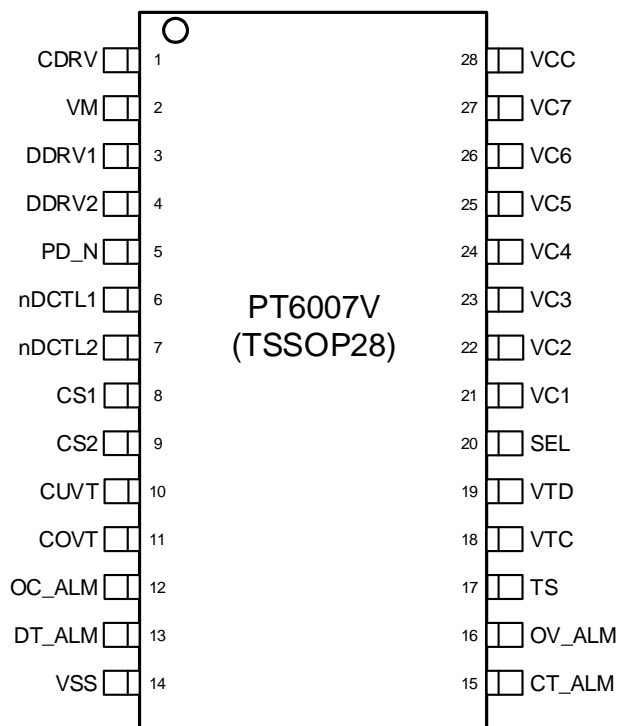 CDRV 1 28 VCC
VM 2 27 VC7
DDRV1 3 26 VC6
DDRV2 4 25 VC5
PD_N 5 24 VC4
nDCTL1 6 23 VC3
PT6007V
nDCTL2 7 22 VC2
(TSSOP28)
CS1 8 21 VC1
CS2 9 20 SEL
CUVT 10 19 VTD
COVT 11 18 VTC
OC_ALM 12 17 TS
DT_ALM 13 16 OV_ALM
VSS 14 15 CT_ALM